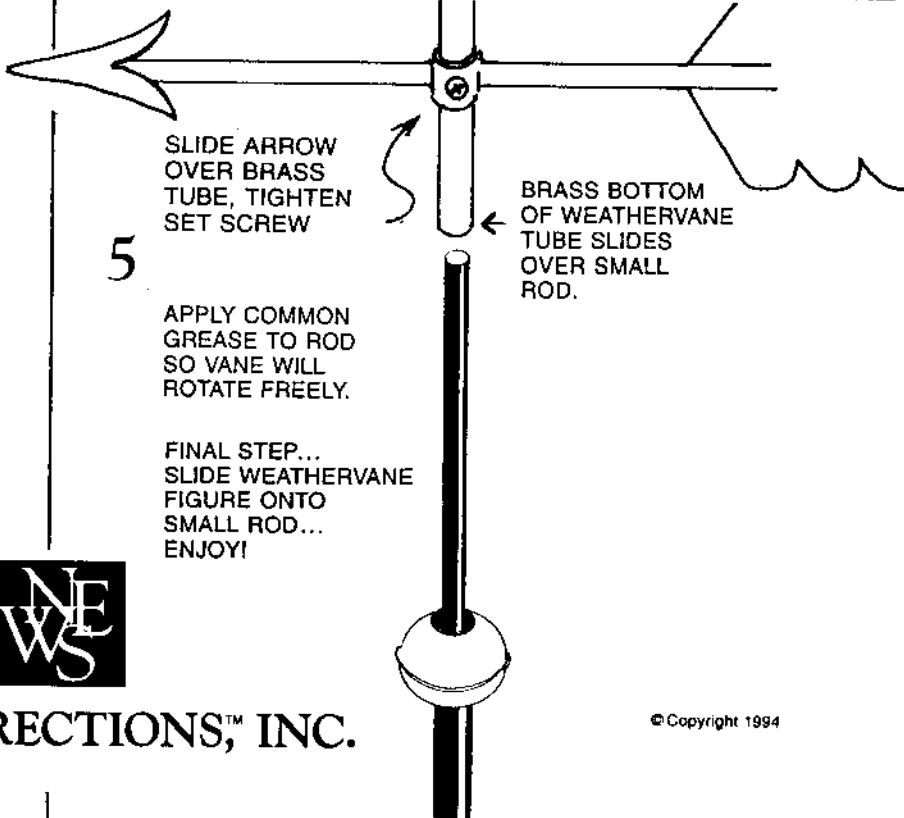 SLIDE ARROW
OVER BRASS
TUBE, TIGHTEN
SET SCREW
BRASS BOTTOM
OF WEATHERVANE
TUBE SLIDES
OVER SMALL
ROD.
5
APPLY COMMON
GREASE TO ROD
SO VANE WILL
ROTATE FREELY.
FINAL STEP...
SLIDE WEATHERVANE
FIGURE ONTO
SMALL ROD...
ENJOY!
NEWS
RECTIONS,™ INC.
© Copyright 1994